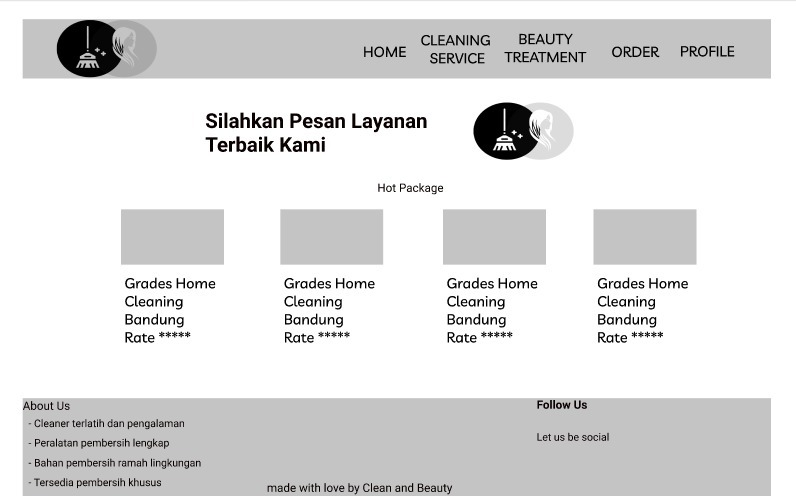 HOME
CLEANING
SERVICE
BEAUTY
TREATMENT
ORDER
PROFILE
Silahkan Pesan Layanan
Terbaik Kami
Hot Package
Grades Home
Cleaning
Bandung
Rate *****
Grades Home
Cleaning
Bandung
Rate *****
Grades Home
Cleaning
Bandung
Rate *****
Grades Home
Cleaning
Bandung
Rate *****
About Us
- Cleaner terlatih dan pengalaman
- Peralatan pembersih lengkap
- Bahan pembersih ramah lingkungan
- Tersedia pembersih khusus
Follow Us
Let us be social
made with love by Clean and Beauty